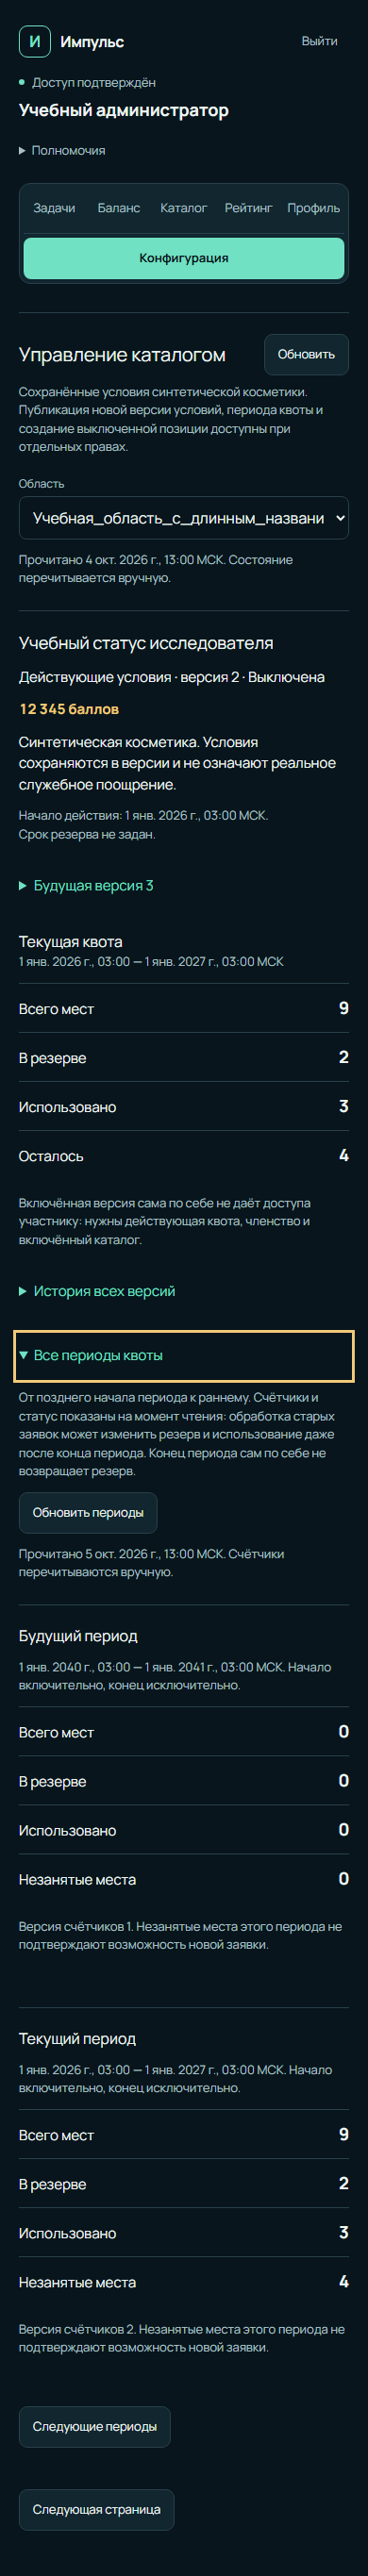 И Импульс Выйти
Доступ подтверждён
Учебный администратор
Полномочия
Задачи Баланс Каталог Рейтинг Профиль
Конфигурация
Управление каталогом Обновить
Сохранённые условия синтетической косметики.
Публикация новой версии условий, периода квоты и
создание выключенной позиции доступны при
отдельных правах.
Область
Учебная_область_с_длинным_названи
Прочитано 4 окт. 2026 г., 13:00 МСК. Состояние
перечитывается вручную.
Учебный статус исследователя
Действующие условия · версия 2 · Выключена
12 345 баллов
Синтетическая косметика. Условия
сохраняются в версии и не означают реальное
служебное поощрение.
Начало действия: 1 янв. 2026 г., 03:00 МСК.
Срок резерва не задан.
Будущая версия 3
Текущая квота
1 янв. 2026 г., 03:00 — 1 янв. 2027 г., 03:00 МСК
Всего мест 9
В резерве 2
Использовано 3
Осталось 4
Включённая версия сама по себе не даёт доступа
участнику: нужны действующая квота, членство и
включённый каталог.
История всех версий
Все периоды квоты
От позднего начала периода к раннему. Счётчики и
статус показаны на момент чтения: обработка старых
заявок может изменить резерв и использование даже
после конца периода. Конец периода сам по себе не
возвращает резерв.
Обновить периоды
Прочитано 5 окт. 2026 г., 13:00 МСК. Счётчики
перечитываются вручную.
Будущий период
1 янв. 2040 г., 03:00 — 1 янв. 2041 г., 03:00 МСК. Начало
включительно, конец исключительно.
Всего мест 0
В резерве 0
Использовано 0
Незанятые места 0
Версия счётчиков 1. Незанятые места этого периода не
подтверждают возможность новой заявки.
Текущий период
1 янв. 2026 г., 03:00 — 1 янв. 2027 г., 03:00 МСК. Начало
включительно, конец исключительно.
Всего мест 9
В резерве 2
Использовано 3
Незанятые места 4
Версия счётчиков 2. Незанятые места этого периода не
подтверждают возможность новой заявки.
Следующие периоды
Следующая страница